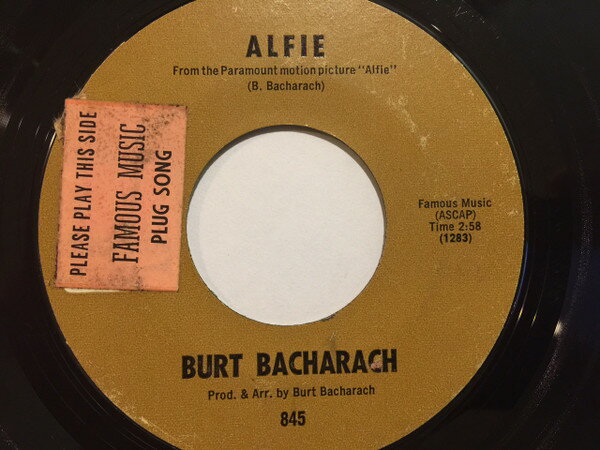 ALFIE
From the Paramount motion picture "Alfie"
(B. Bacharach)
PLEASE PLAY THIS SIDE
FAMOUS MUSIC
PLUG SONG
Famous Music
(ASCAP)
Time 2:58
(1283)
BURT BACHARACH
Prod. & Arr. by Burt Bacharach
845